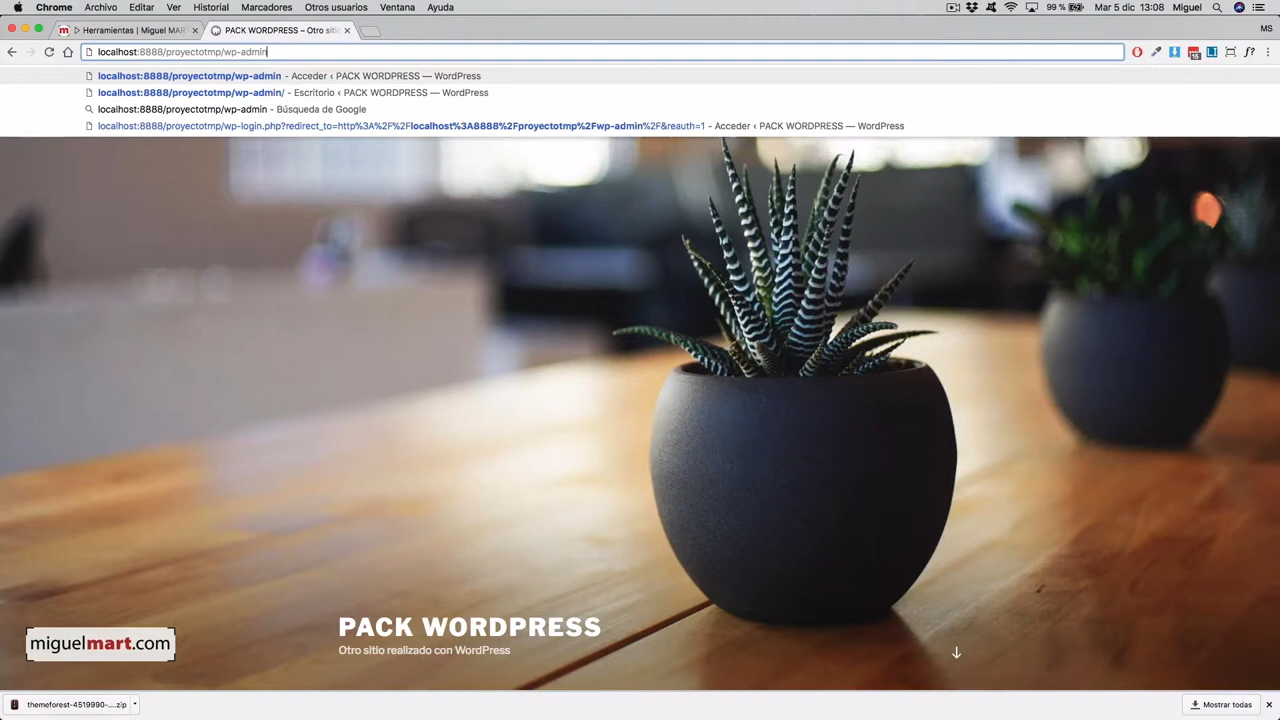 Chrome Archivo Editar Ver Historial Marcadores Otros usuarios Ventana Ayuda 99 % Mar 5 dic 13:08 Miguel
Herramientas | Miguel MAR PACK WORDPRESS – Otro siti MS
localhost:8888/proyectotmp/wp-admin 15 f?
localhost:8888/proyectotmp/wp-admin - Acceder ‹ PACK WORDPRESS — WordPress
localhost:8888/proyectotmp/wp-admin/ - Escritorio ‹ PACK WORDPRESS — WordPress
localhost:8888/proyectotmp/wp-admin - Búsqueda de Google
localhost:8888/proyectotmp/wp-login.php?redirect_to=http%3A%2F%2Flocalhost%3A8888%2Fproyectotmp%2Fwp-admin%2F&reauth=1 - Acceder ‹ PACK WORDPRESS — WordPress
PACK WORDPRESS
Otro sitio realizado con WordPress
miguelmart.com
themeforest-4519990-....zip Mostrar todas